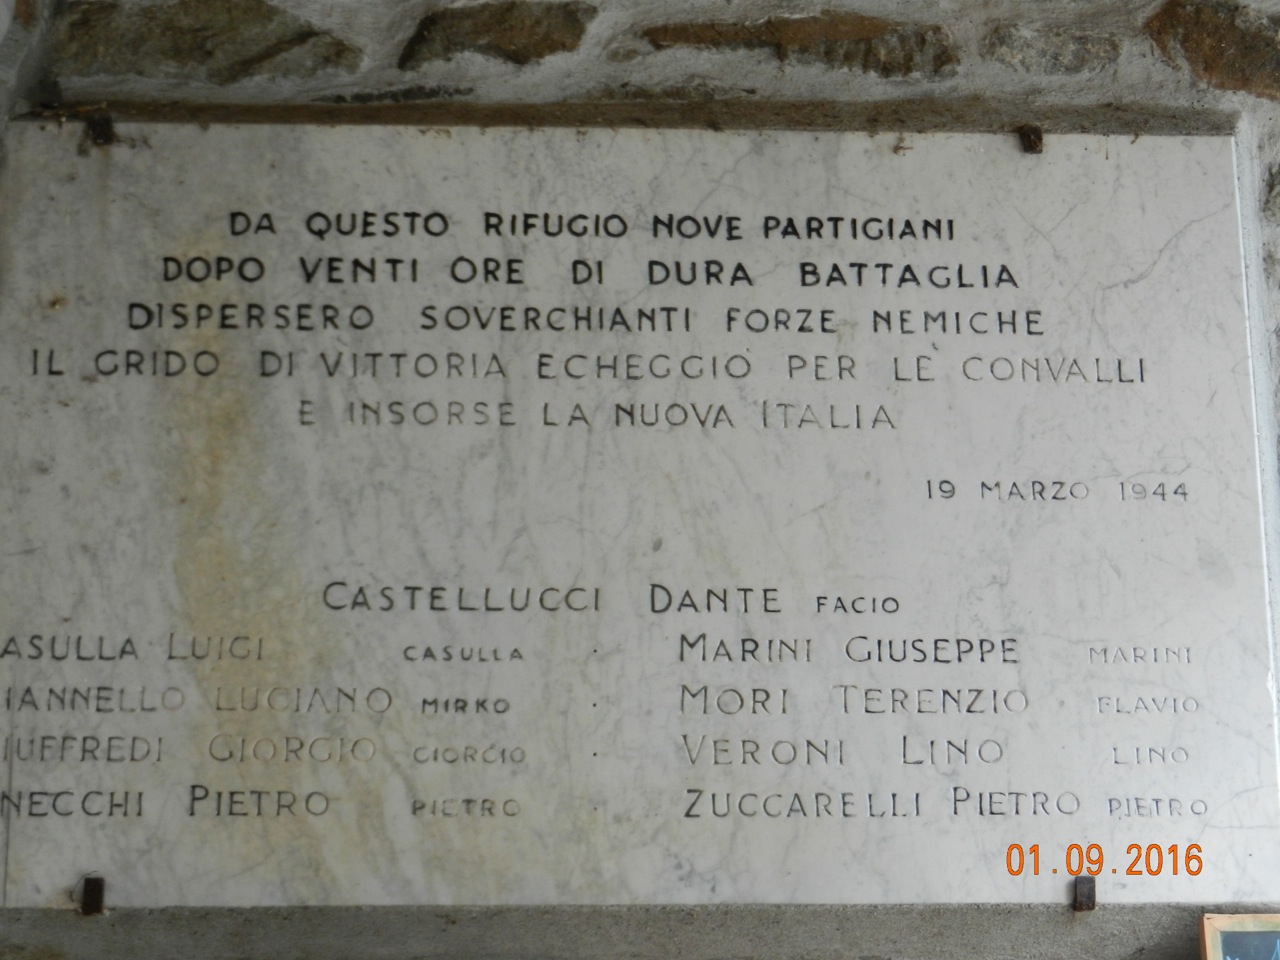 DA QUESTO RIFUGIO NOVE PARTIGIANI
DOPO VENTI ORE DI DURA BATTAGLIA
DISPERSERO SOVERCHIANTI FORZE NEMICHE
IL GRIDO DI VITTORIA ECHEGGIÒ PER LE CONVALLI
E INSORSE LA NUOVA ITALIA
19 MARZO 1944
CASTELLUCCI DANTE FACIO
ASULLA LUIGI CASULLA · MARINI GIUSEPPE MARINI
IANNELLO LUCIANO MIRKO · MORI TERENZIO FLAVIO
IUFFREDI GIORGIO GIORGIO · VERONI LINO LINO
NECCHI PIETRO PIETRO · ZUCCARELLI PIETRO PIETRO
01.09.2016